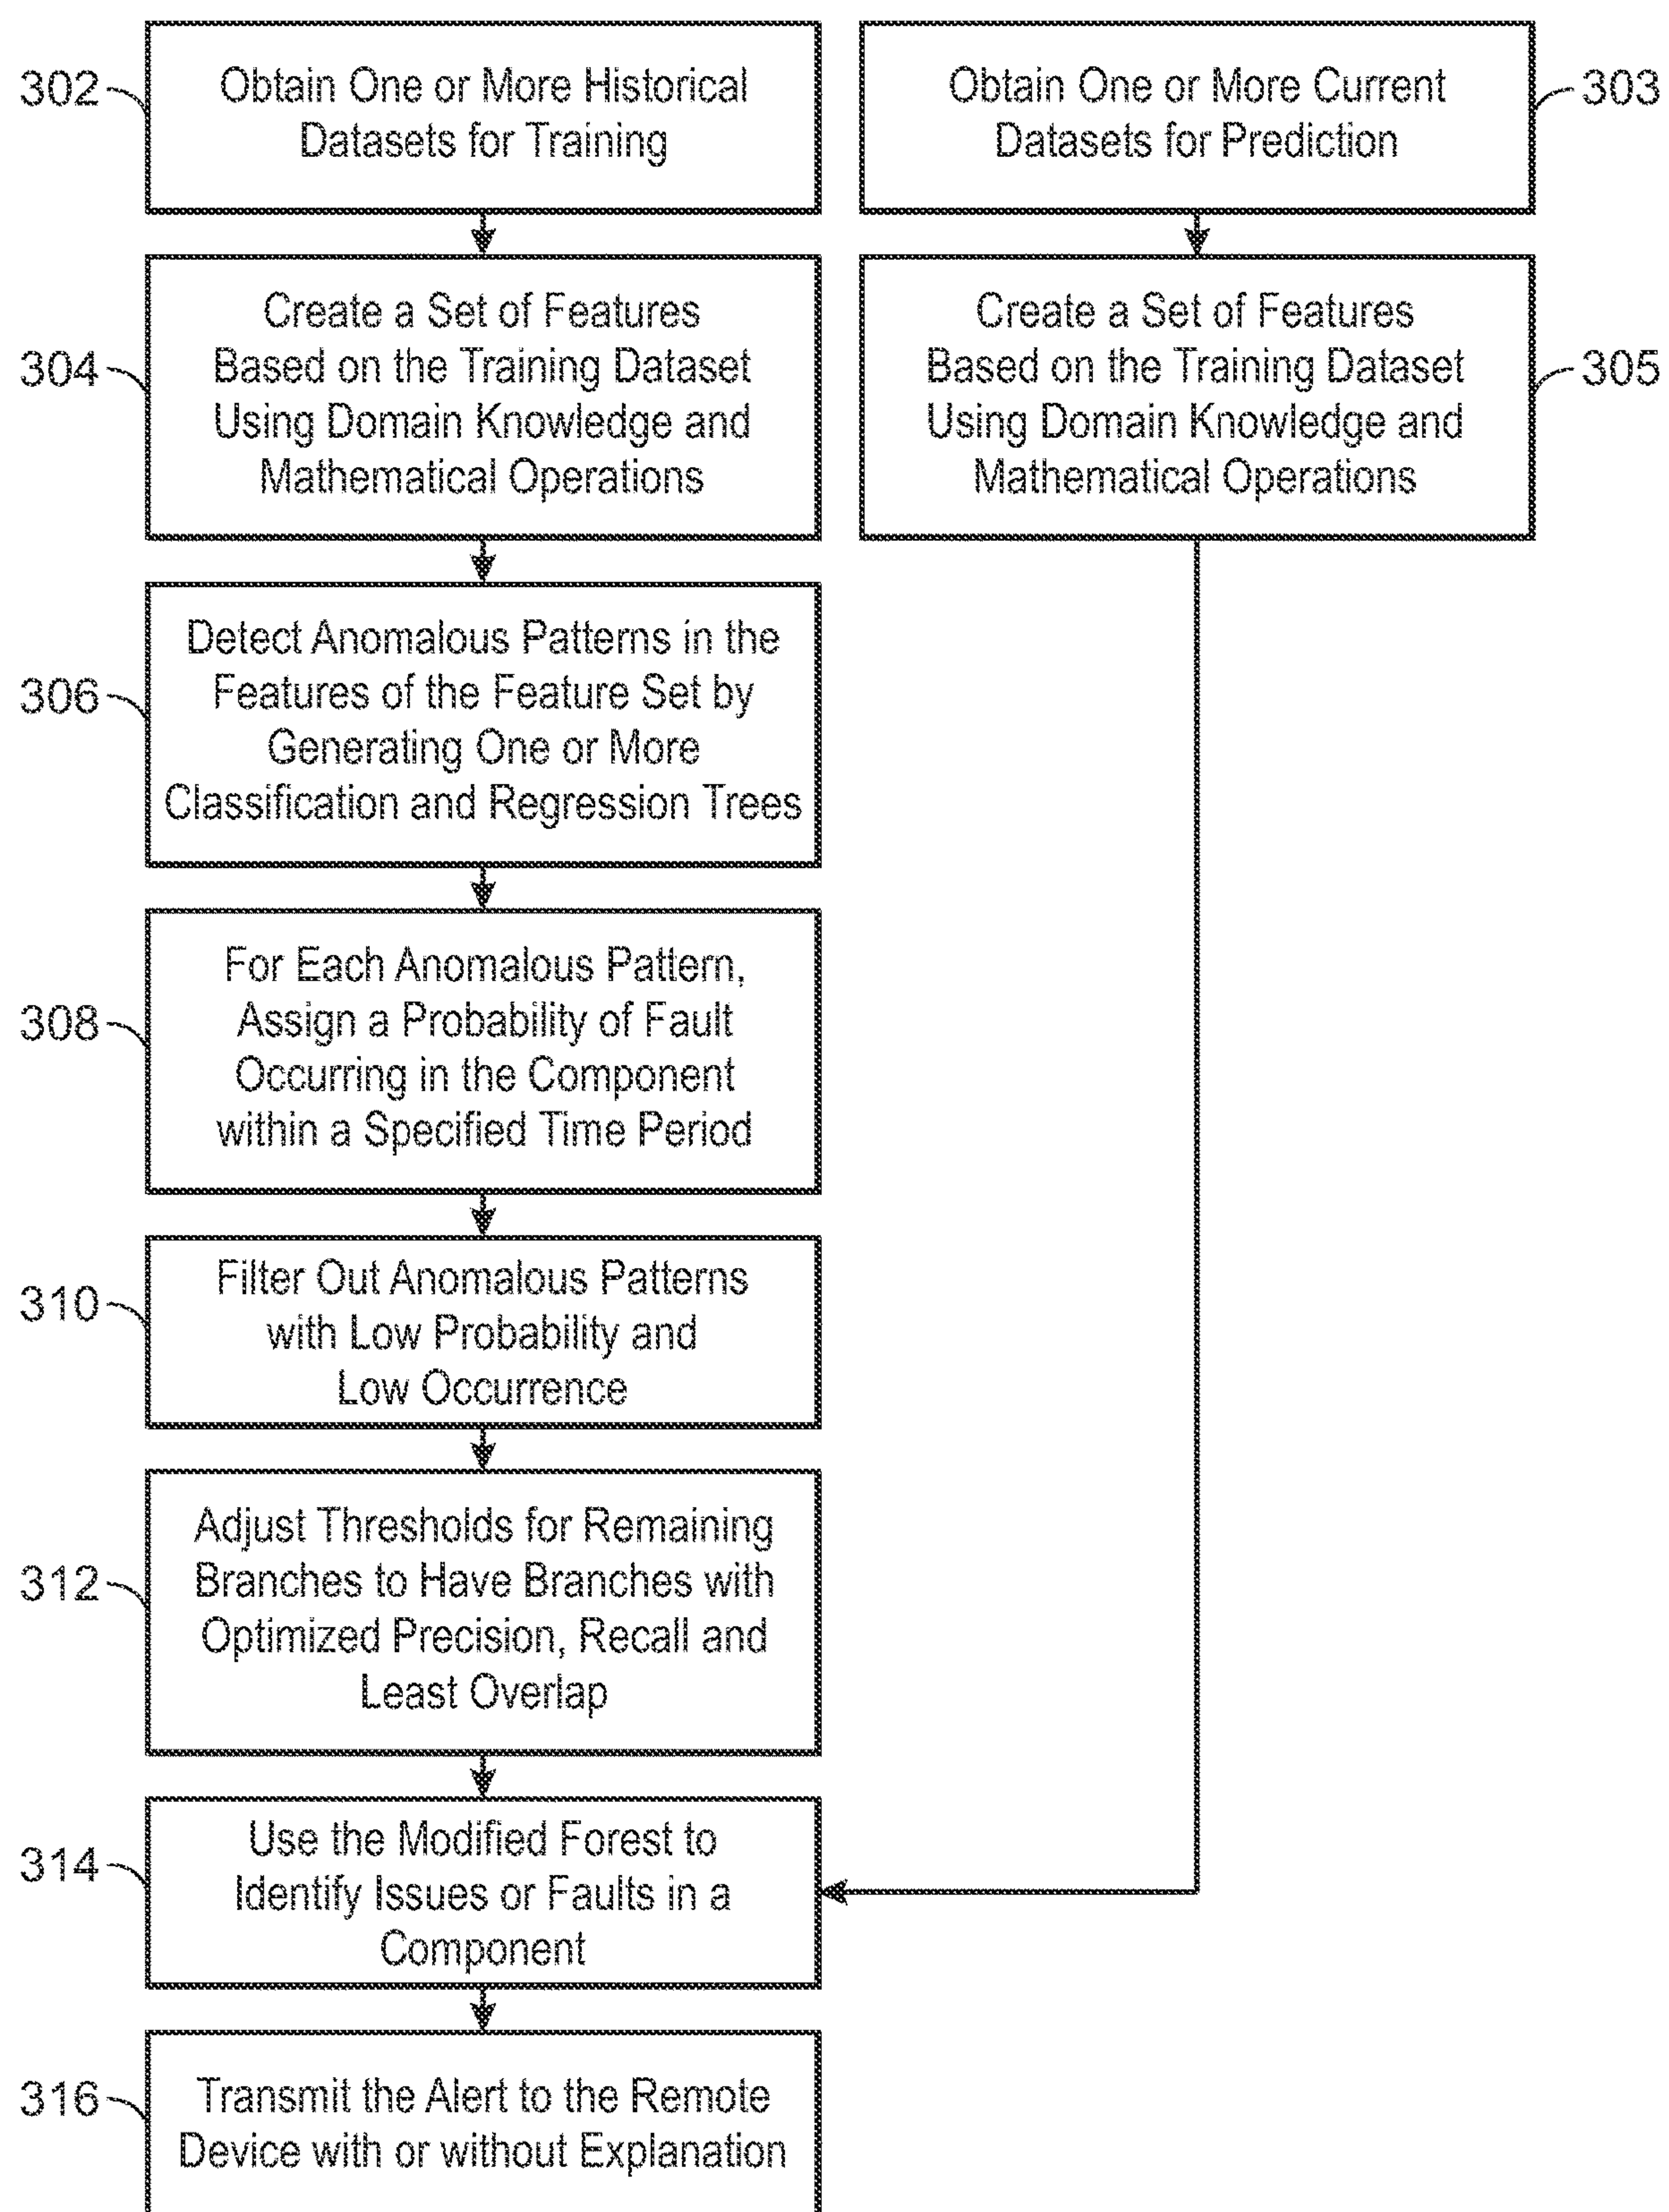 302
Obtain One or More Historical
Datasets for Training
Obtain One or More Current
Datasets for Prediction
303
304
Create a Set of Features
Based on the Training Dataset
Using Domain Knowledge and
Mathematical Operations
Create a Set of Features
Based on the Training Dataset
Using Domain Knowledge and
Mathematical Operations
305
306
Detect Anomalous Patterns in the
Features of the Feature Set by
Generating One or More
Classification and Regression Trees
308
For Each Anomalous Pattern,
Assign a Probability of Fault
Occurring in the Component
within a Specified Time Period
310
Filter Out Anomalous Patterns
with Low Probability and
Low Occurrence
312
Adjust Thresholds for Remaining
Branches to Have Branches with
Optimized Precision, Recall and
Least Overlap
314
Use the Modified Forest to
Identify Issues or Faults in a
Component
316
Transmit the Alert to the Remote
Device with or without Explanation